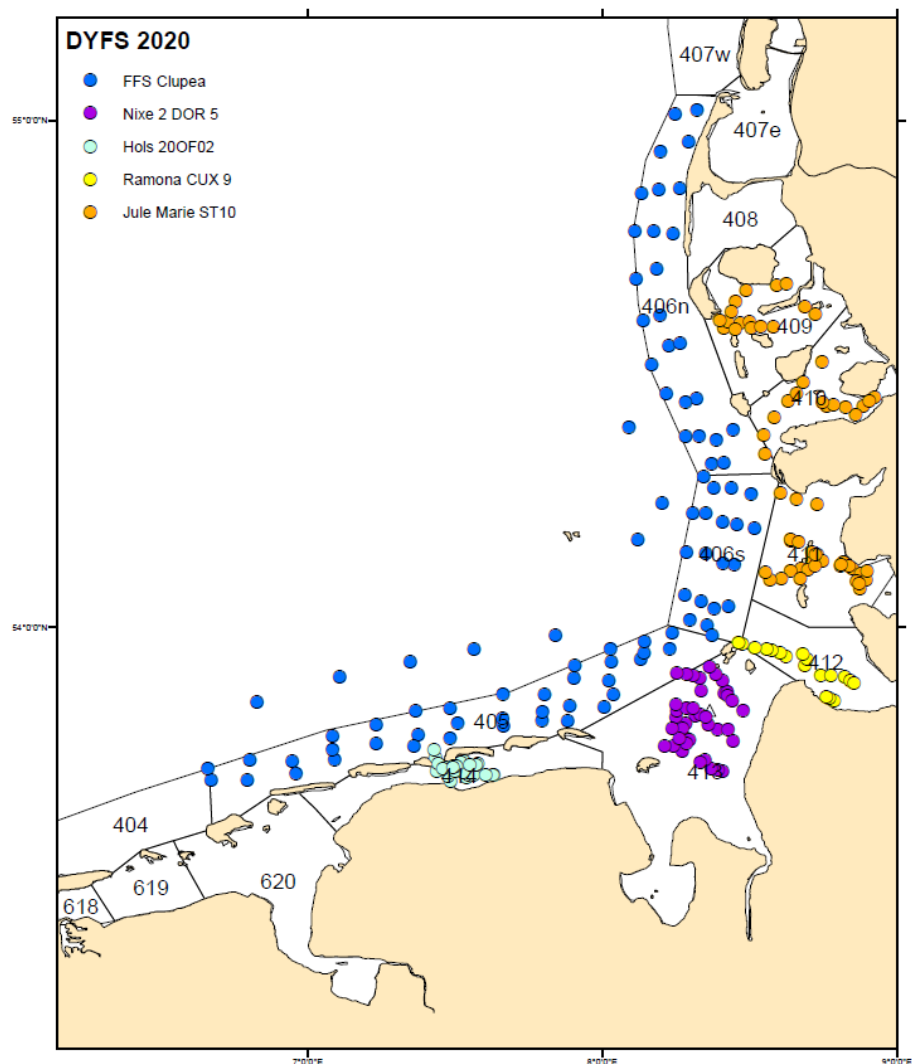 DYFS 2020
FFS Clupea
Nixe 2 DOR 5
Hols 20OF02
Ramona CUX 9
Jule Marie ST10
407w
55°0'0"N
407e
408
406n
409
410
406s
411
54°0'0"N
412
405
413
414
404
619
620
618
7°0'0"E
8°0'0"E
9°0'0"E